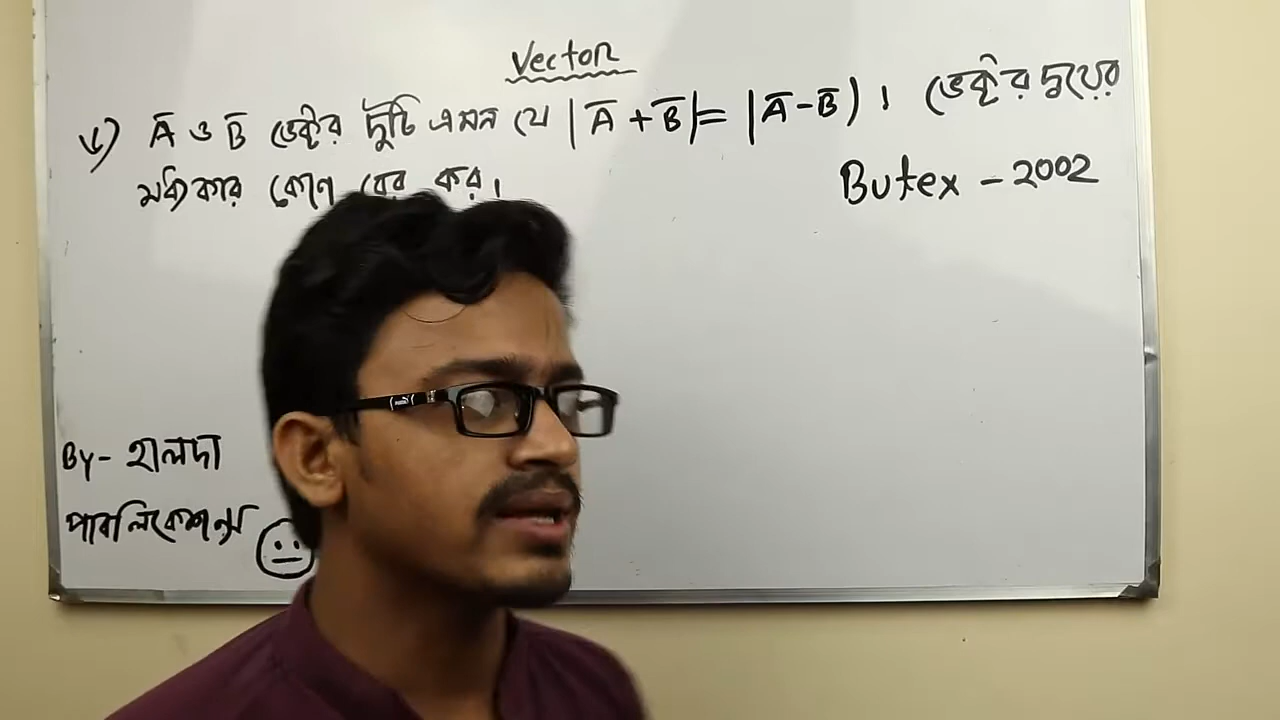 Vector
৬) A̅ ও B̅ ভেক্টর দুটি এমন যে |A̅ + B̅| = |A̅ - B̅|। ভেক্টর দুয়ের
মধ্যকার কোণ বের কর।
Butex - 2002
By- হালদা
পাবলিকেশন্স